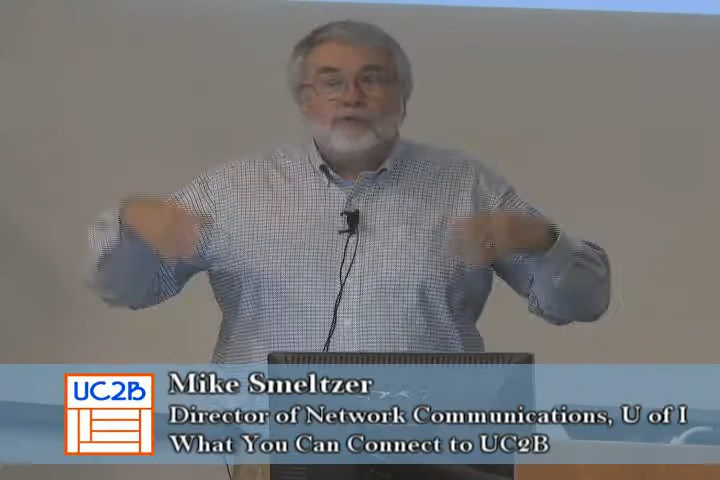 UC2B
Mike Smeltzer
Director of Network Communications, U of I
What You Can Connect to UC2B